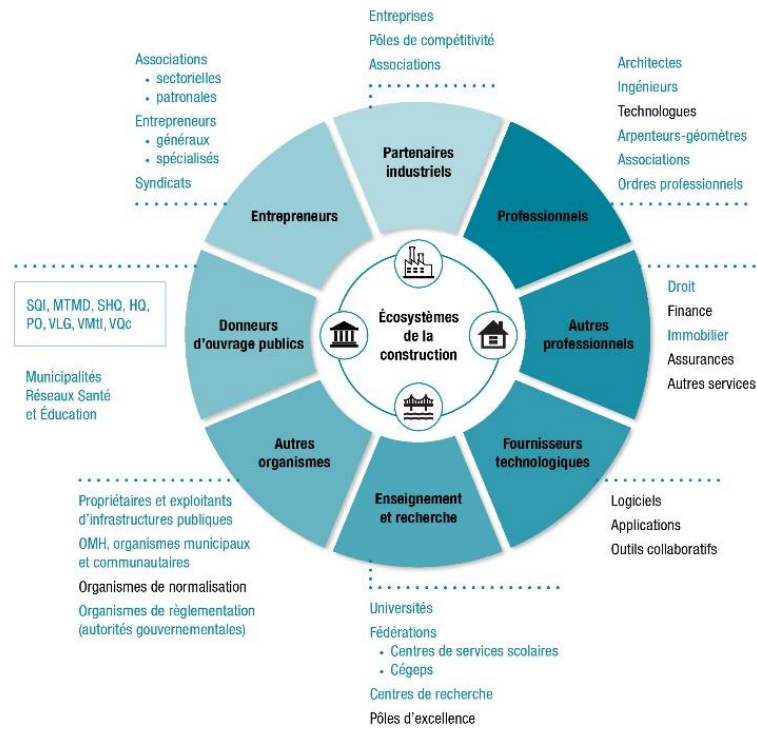 Entreprises
Pôles de compétitivité
Associations
Associations
• sectorielles
• patronales
Entrepreneurs
• généraux
• spécialisés
Syndicats
Architectes
Ingénieurs
Technologues
Arpenteurs-géomètres
Associations
Ordres professionnels
Partenaires
industriels
Entrepreneurs
Professionnels
SQI, MTMD, SHQ, HQ,
PO, VLG, VMtl, VQc
Municipalités
Réseaux Santé
et Éducation
Donneurs
d'ouvrage publics
Écosystèmes
de la
construction
Autres
professionnels
Droit
Finance
Immobilier
Assurances
Autres services
Autres
organismes
Enseignement
et recherche
Fournisseurs
technologiques
Propriétaires et exploitants
d'infrastructures publiques
OMH, organismes municipaux
et communautaires
Organismes de normalisation
Organismes de règlementation
(autorités gouvernementales)
Logiciels
Applications
Outils collaboratifs
Universités
Fédérations
• Centres de services scolaires
• Cégeps
Centres de recherche
Pôles d'excellence